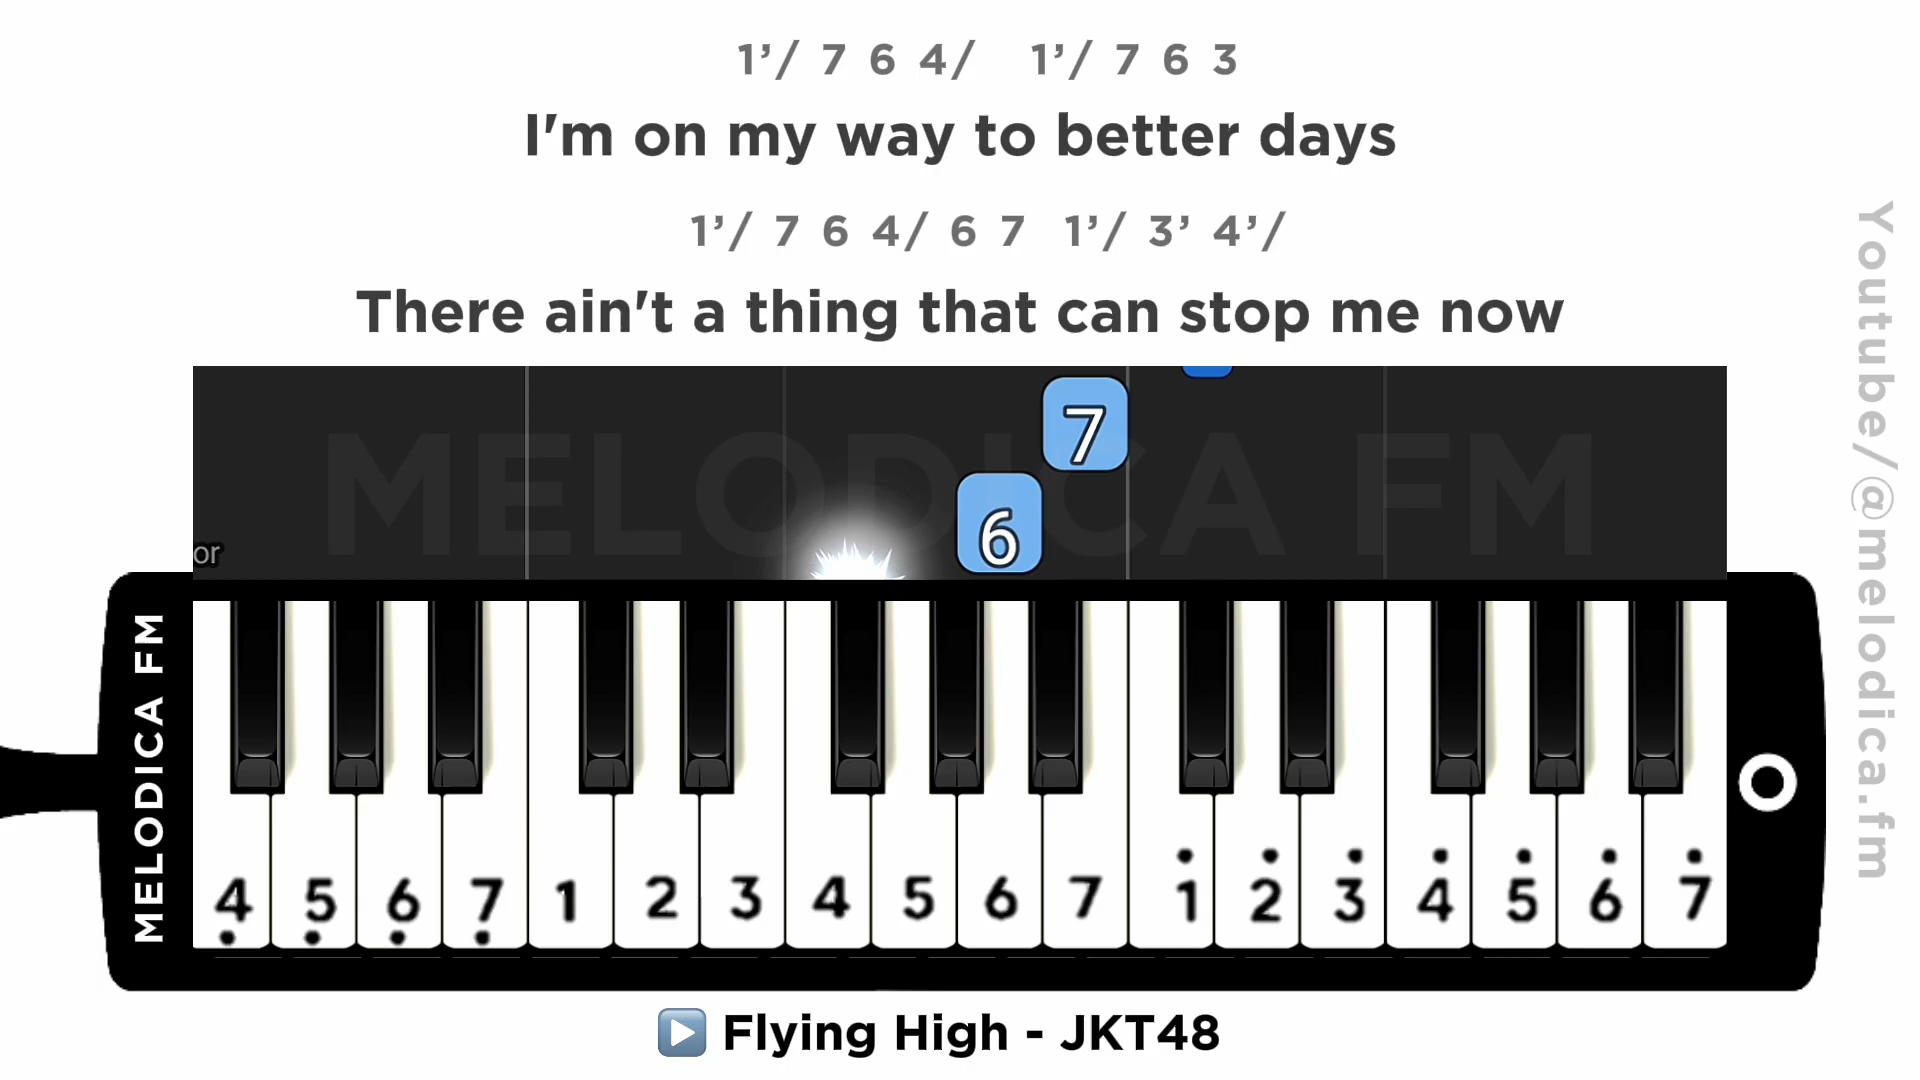 1’/ 7 6 4/ 1’/ 7 6 3
I'm on my way to better days
1’/ 7 6 4/ 6 7 1’/ 3’ 4’/
There ain't a thing that can stop me now
Youtube/@melodica.fm
MELODICA FM
7
6
or
MELODICA FM
4 5 6 7 1 2 3 4 5 6 7 1 2 3 4 5 6 7
Flying High - JKT48